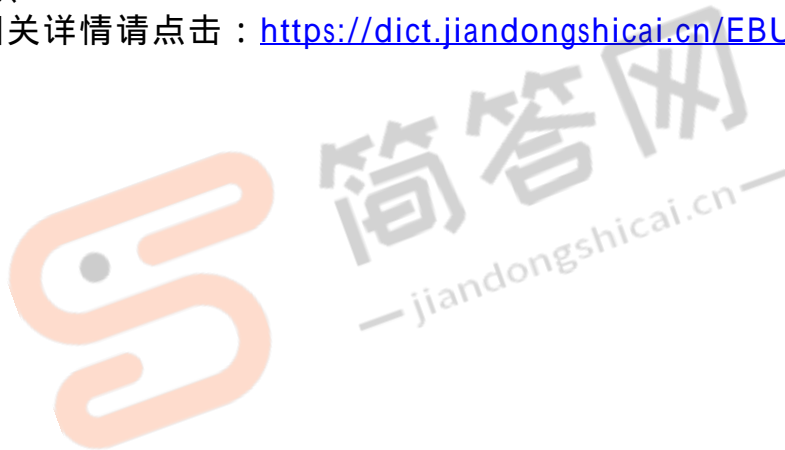 关详情请点击：https://dict.jiandongshicai.cn/EBU
简答网
jiandongshicai.cn